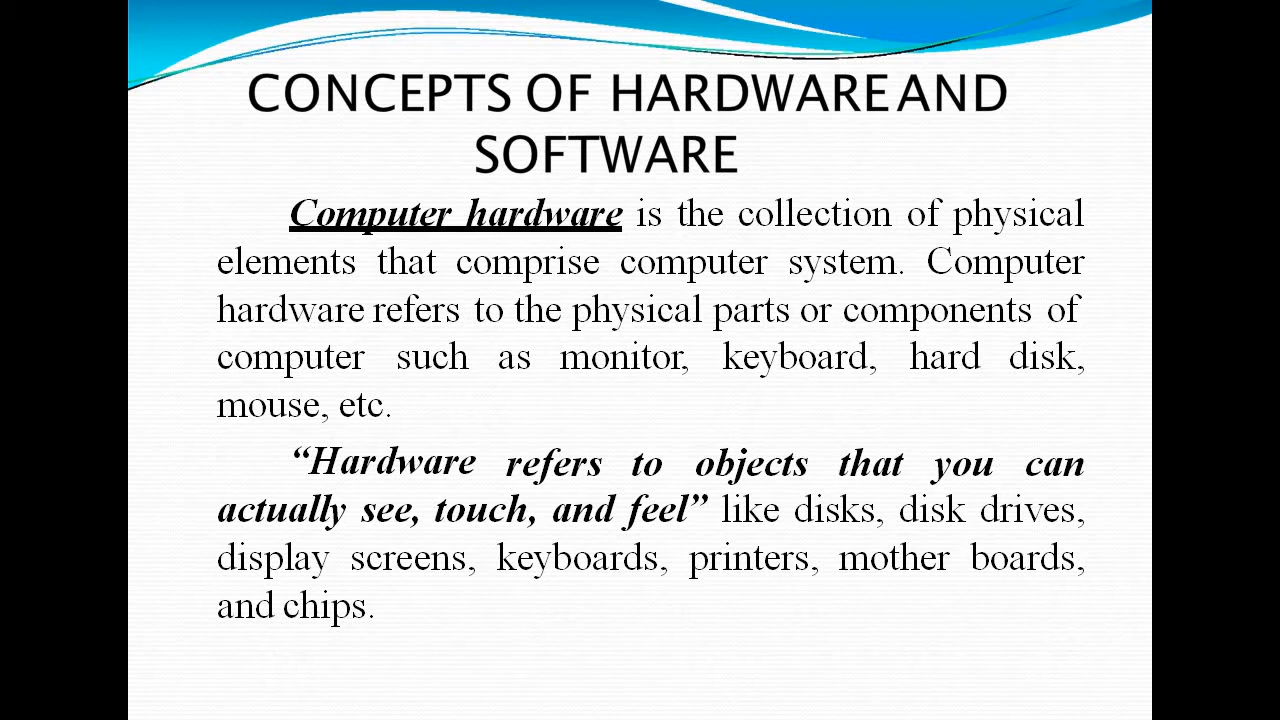 CONCEPTS OF HARDWARE AND
SOFTWARE
Computer hardware is the collection of physical
elements that comprise computer system. Computer
hardware refers to the physical parts or components of
computer such as monitor, keyboard, hard disk,
mouse, etc.
“Hardware refers to objects that you can
actually see, touch, and feel” like disks, disk drives,
display screens, keyboards, printers, mother boards,
and chips.